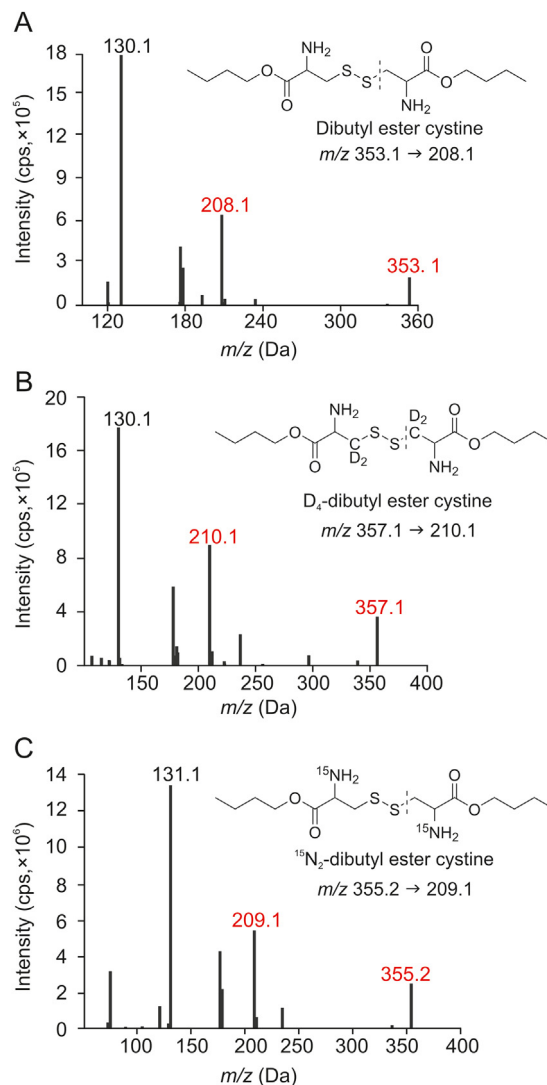 A
Intensity (cps,×10⁵)
18
15
12
9
6
3
0
120
180
240
300
360
m/z (Da)
130.1
208.1
353. 1
NH₂
O
O
S
S
O
O
NH₂
Dibutyl ester cystine
m/z 353.1 → 208.1
B
Intensity (cps,×10⁵)
20
16
12
8
4
0
150
200
250
300
350
400
m/z (Da)
130.1
210.1
357.1
NH₂
D₂
O
O
S
S
O
O
D₂
NH₂
D₄-dibutyl ester cystine
m/z 357.1 → 210.1
C
Intensity (cps,×10⁶)
14
12
10
8
6
4
2
0
100
150
200
250
300
350
400
m/z (Da)
131.1
209.1
355.2
¹⁵NH₂
O
O
S
S
O
O
¹⁵NH₂
¹⁵N₂-dibutyl ester cystine
m/z 355.2 → 209.1